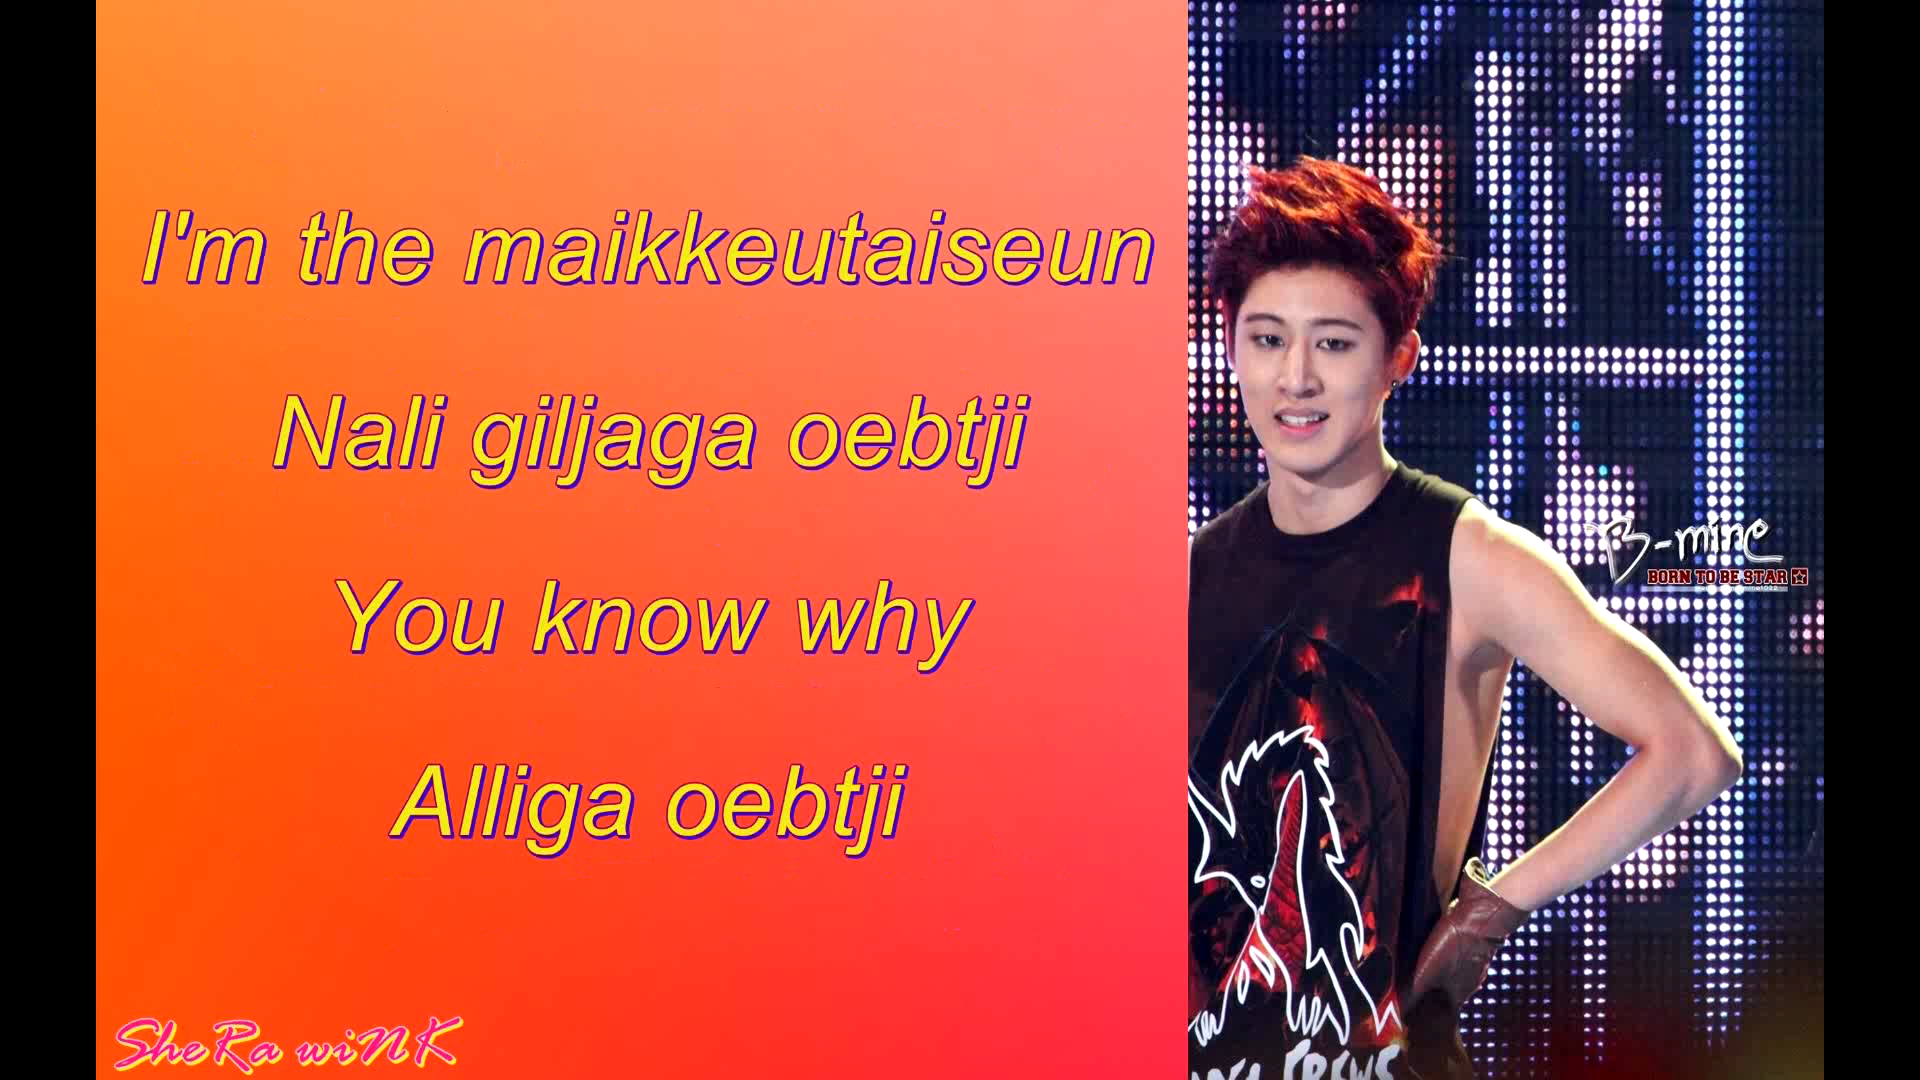 I'm the maikkeutaiseun
Nali giljaga oebtji
You know why
Alliga oebtji
B-mine
BORN TO BE STAR
SheRa wiNK